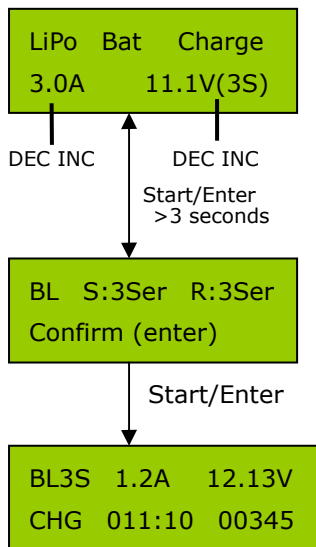 LiPo Bat Charge
3.0A 11.1V(3S)
DEC INC DEC INC
Start/Enter
>3 seconds
BL S:3Ser R:3Ser
Confirm (enter)
Start/Enter
BL3S 1.2A 12.13V
CHG 011:10 00345